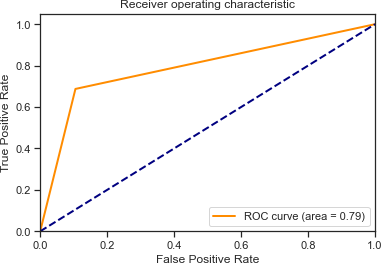 Receiver operating characteristic
True Positive Rate
1.0
0.8
0.6
0.4
0.2
0.0
ROC curve (area = 0.79)
0.0 0.2 0.4 0.6 0.8 1.0
False Positive Rate